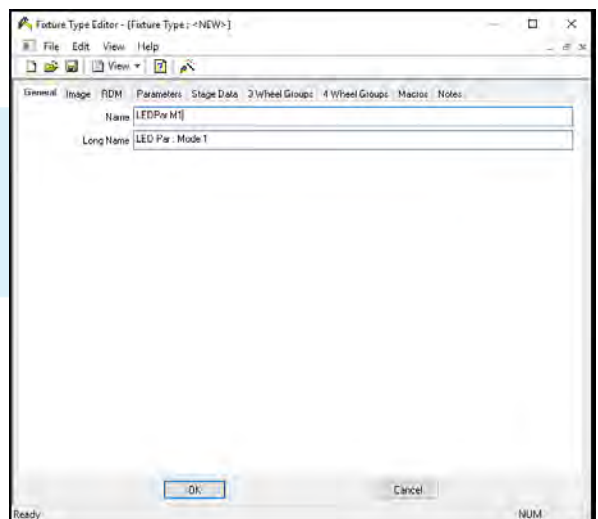 Fixture Type Editor - [Fixture Type : <NEW>]
File Edit View Help
View
General Image RDM Parameters Stage Data 3 Wheel Groups 4 Wheel Groups Macros Notes
Name LEDPar M1
Long Name LED Par : Mode 1
OK Cancel
Ready NUM